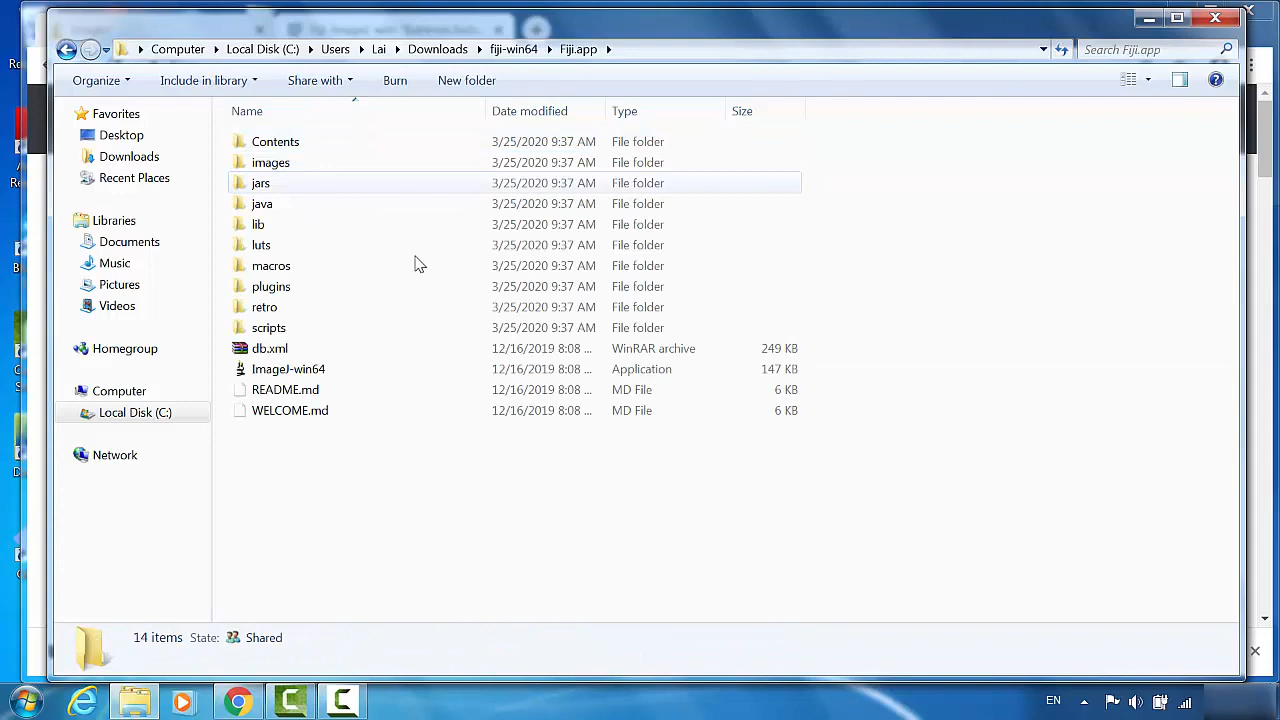 Computer Local Disk (C:) Users Lai Downloads fiji-win64 Fiji.app Search Fiji.app
Organize Include in library Share with Burn New folder
Favorites
Desktop
Downloads
Recent Places
Libraries
Documents
Music
Pictures
Videos
Homegroup
Computer
Local Disk (C:)
Network
Name Date modified Type Size
Contents 3/25/2020 9:37 AM File folder
images 3/25/2020 9:37 AM File folder
jars 3/25/2020 9:37 AM File folder
java 3/25/2020 9:37 AM File folder
lib 3/25/2020 9:37 AM File folder
luts 3/25/2020 9:37 AM File folder
macros 3/25/2020 9:37 AM File folder
plugins 3/25/2020 9:37 AM File folder
retro 3/25/2020 9:37 AM File folder
scripts 3/25/2020 9:37 AM File folder
db.xml 12/16/2019 8:08 ... WinRAR archive 249 KB
ImageJ-win64 12/16/2019 8:08 ... Application 147 KB
README.md 12/16/2019 8:08 ... MD File 6 KB
WELCOME.md 12/16/2019 8:08 ... MD File 6 KB
14 items State: Shared
EN